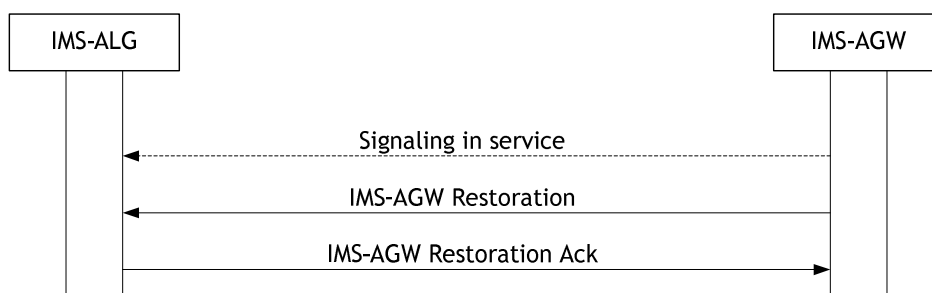 IMS-ALG
IMS-AGW
Signaling in service
IMS-AGW Restoration
IMS-AGW Restoration Ack